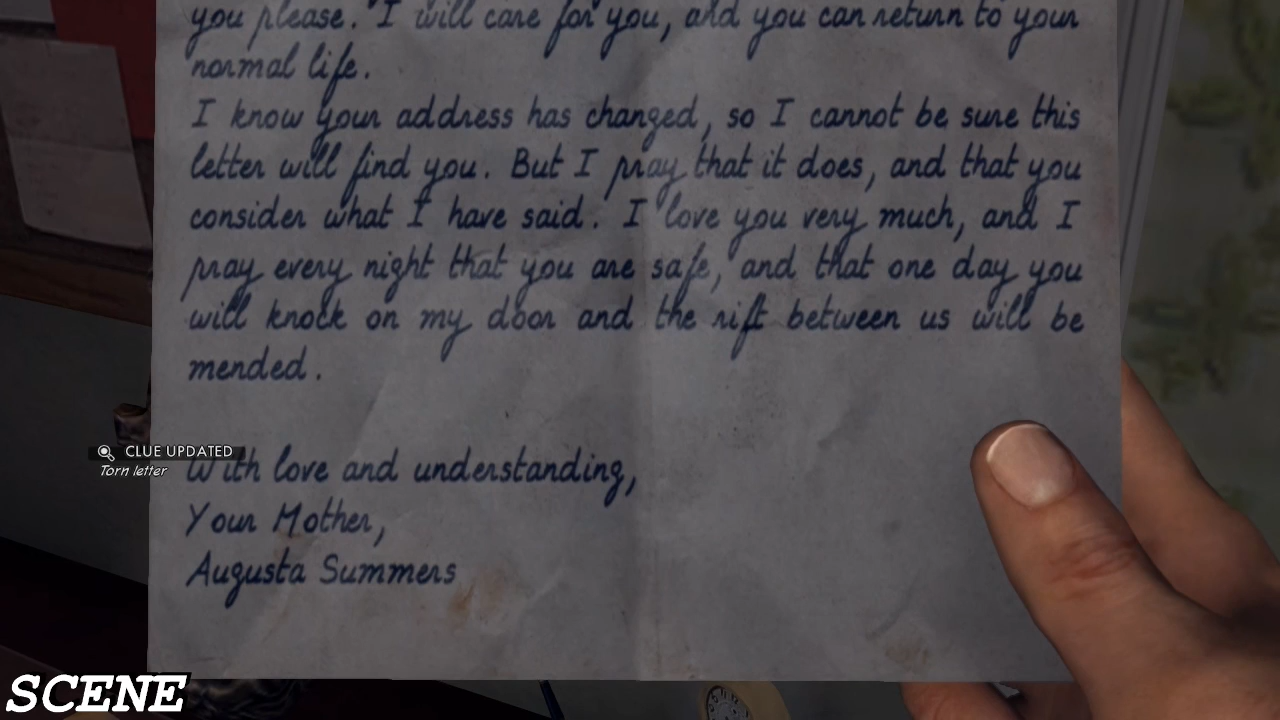 you please. I will care for you, and you can return to your
normal life.
I know your address has changed, so I cannot be sure this
letter will find you. But I pray that it does, and that you
consider what I have said. I love you very much, and I
pray every night that you are safe, and that one day you
will knock on my door and the rift between us will be
mended.
CLUE UPDATED
Torn letter
With love and understanding,
Your Mother,
Augusta Summers
SCENE